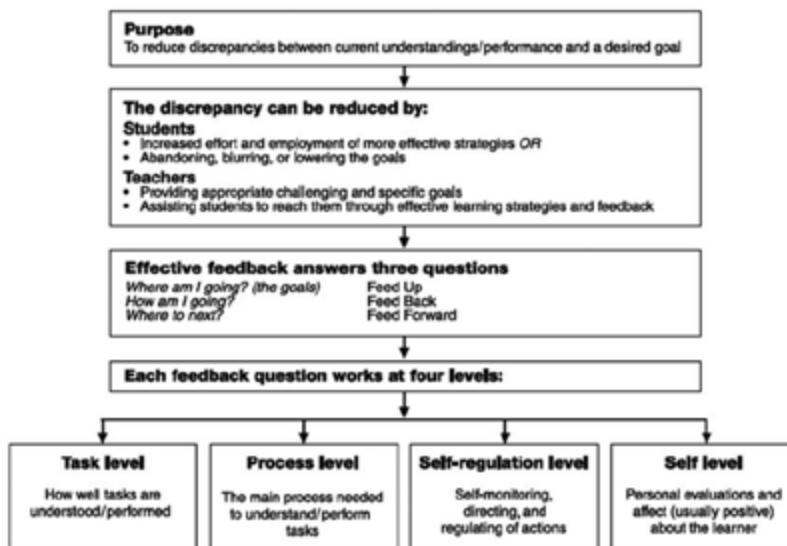 Purpose
To reduce discrepancies between current understandings/performance and a desired goal
The discrepancy can be reduced by:
Students
• Increased effort and employment of more effective strategies OR
• Abandoning, blurring, or lowering the goals
Teachers
• Providing appropriate challenging and specific goals
• Assisting students to reach them through effective learning strategies and feedback
Effective feedback answers three questions
Where am I going? (the goals) Feed Up
How am I going? Feed Back
Where to next? Feed Forward
Each feedback question works at four levels:
Task level
How well tasks are
understood/performed
Process level
The main process needed
to understand/perform
tasks
Self-regulation level
Self-monitoring,
directing, and
regulating of actions
Self level
Personal evaluations and
affect (usually positive)
about the learner